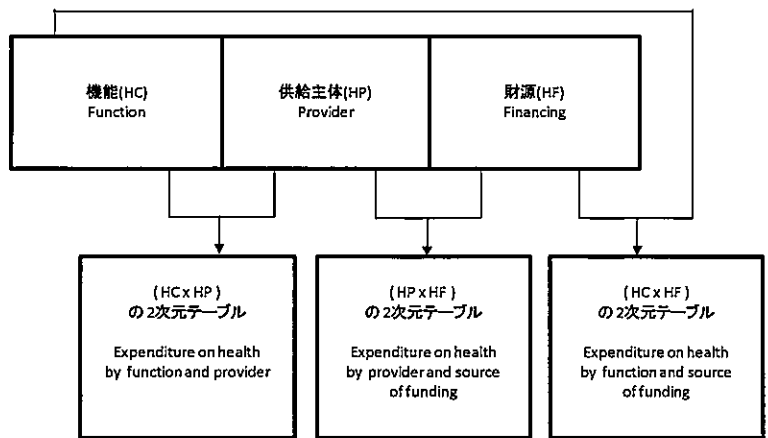 機能(HC)
Function
供給主体(HP)
Provider
財源(HF)
Financing
(HC x HP)
の 2次元テーブル
Expenditure on health
by function and provider
(HP x HF)
の 2次元テーブル
Expenditure on health
by provider and source
of funding
(HC x HF)
の 2次元テーブル
Expenditure on health
by function and source
of funding